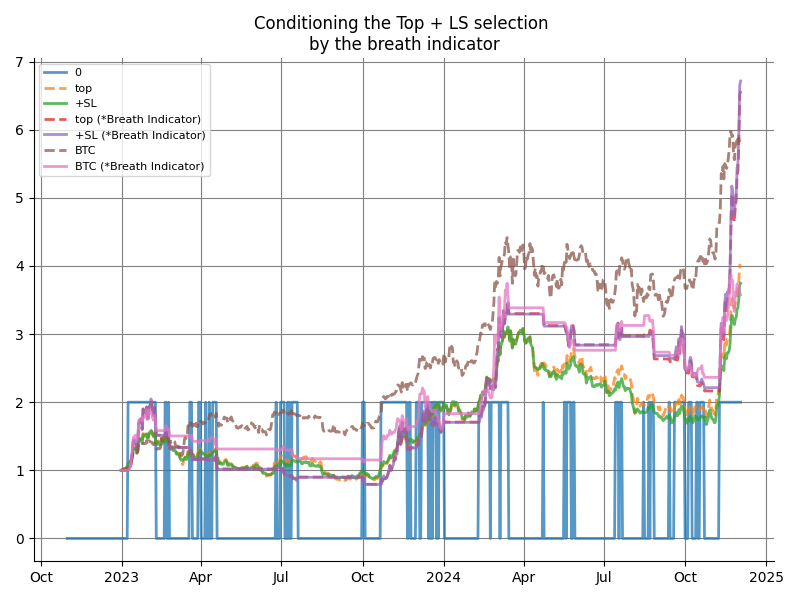 Conditioning the Top + LS selection
by the breath indicator
7
6
5
4
3
2
1
0
0
top
+SL
top (*Breath Indicator)
+SL (*Breath Indicator)
BTC
BTC (*Breath Indicator)
Oct
2023
Apr
Jul
Oct
2024
Apr
Jul
Oct
2025